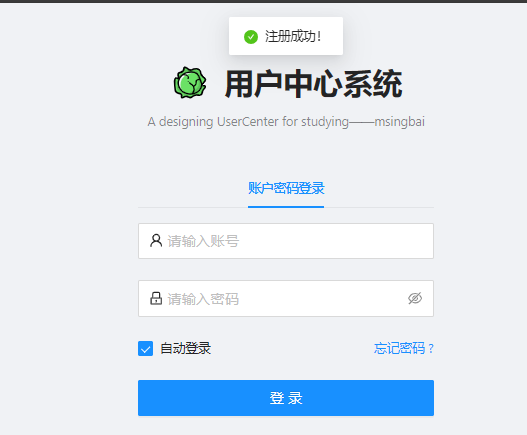 注册成功！
用户中心系统
A designing UserCenter for studying——msingbai
账户密码登录
请输入账号
请输入密码
自动登录 忘记密码 ?
登 录